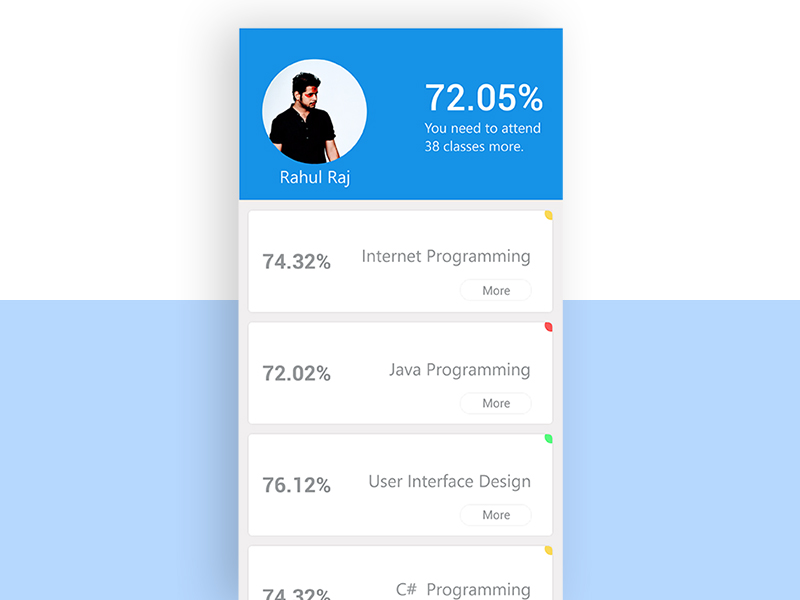 72.05%
You need to attend
38 classes more.
Rahul Raj
74.32%
Internet Programming
More
72.02%
Java Programming
More
76.12%
User Interface Design
More
C# Programming
74.32%